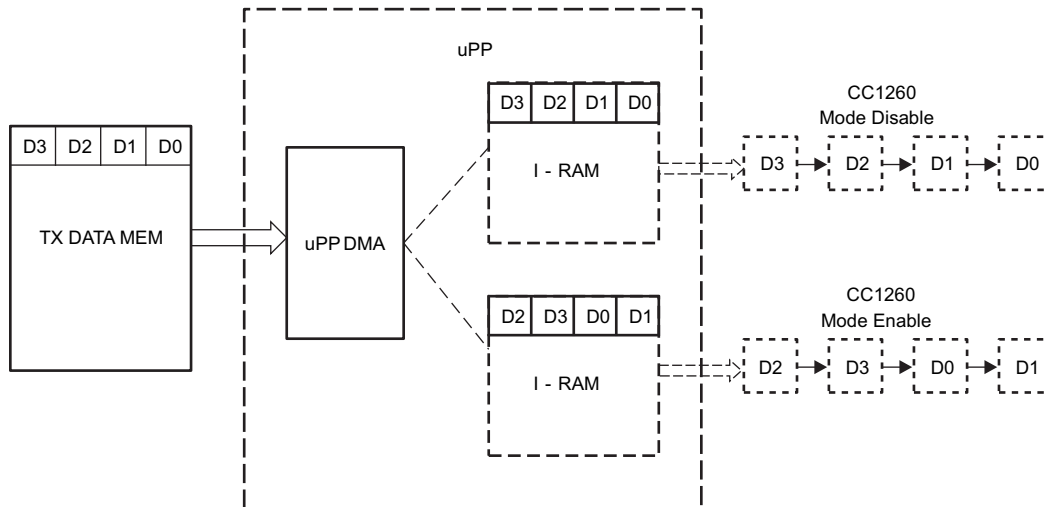 uPP
D3 D2 D1 D0
TX DATA MEM
uPP DMA
D3 D2 D1 D0
I - RAM
CC1260
Mode Disable
D3 D2 D1 D0
D2 D3 D0 D1
I - RAM
CC1260
Mode Enable
D2 D3 D0 D1